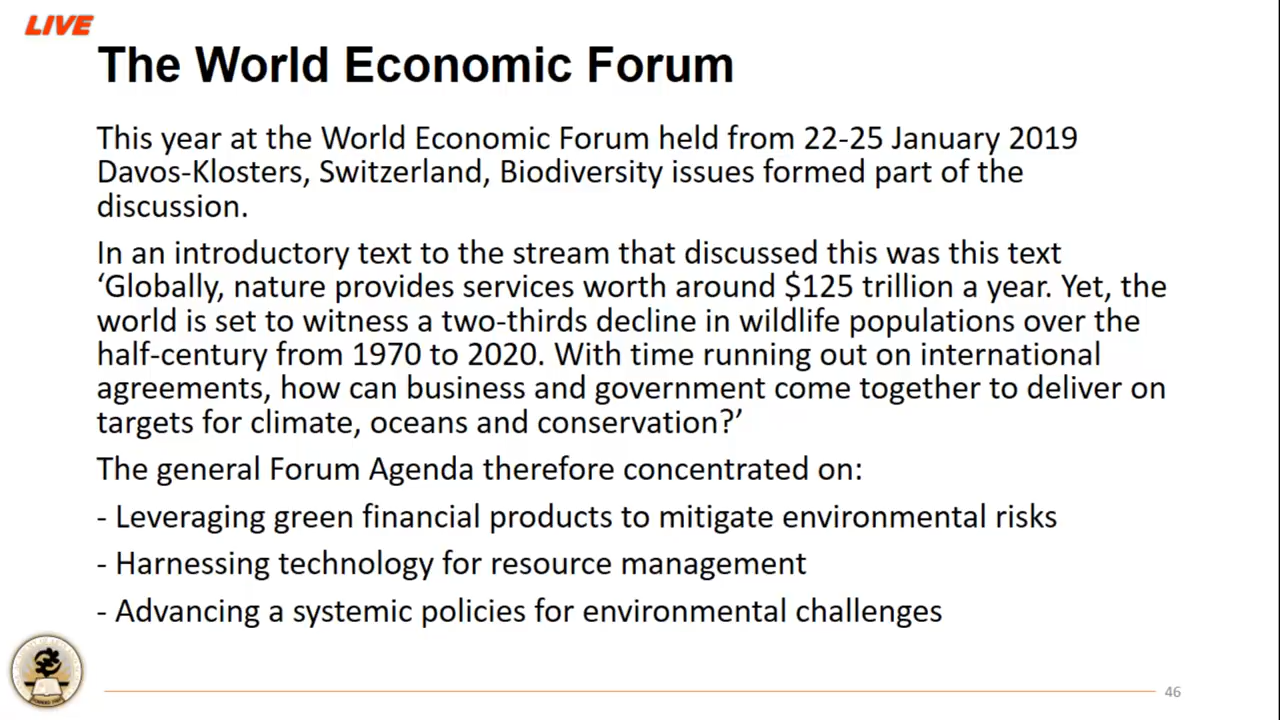 LIVE
The World Economic Forum
This year at the World Economic Forum held from 22-25 January 2019
Davos-Klosters, Switzerland, Biodiversity issues formed part of the
discussion.
In an introductory text to the stream that discussed this was this text
‘Globally, nature provides services worth around $125 trillion a year. Yet, the
world is set to witness a two-thirds decline in wildlife populations over the
half-century from 1970 to 2020. With time running out on international
agreements, how can business and government come together to deliver on
targets for climate, oceans and conservation?’
The general Forum Agenda therefore concentrated on:
- Leveraging green financial products to mitigate environmental risks
- Harnessing technology for resource management
- Advancing a systemic policies for environmental challenges
46